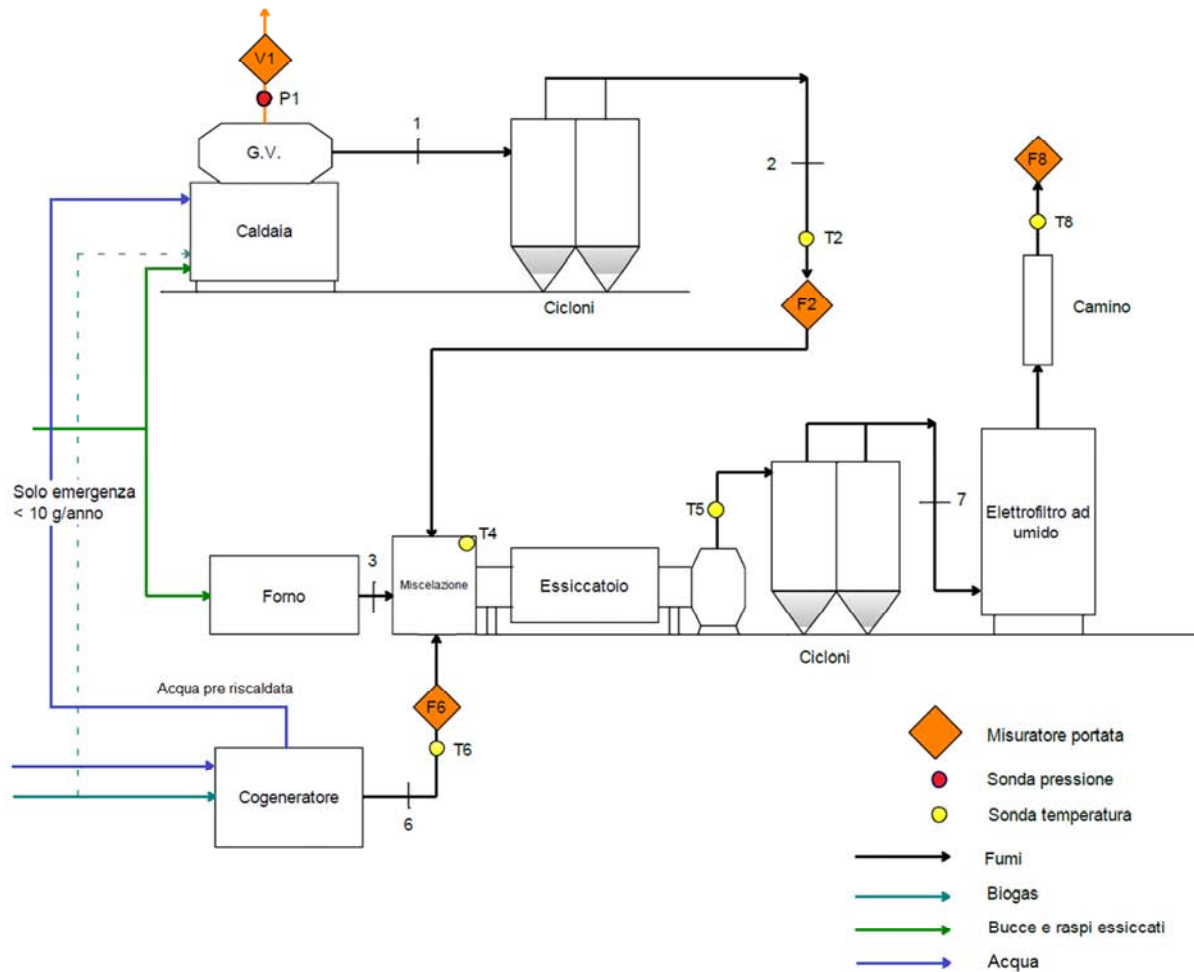 V1
P1
G.V.
1
2
Caldaia
T2
Cicloni
F2
F8
T8
Camino
Solo emergenza
< 10 g/anno
Forno
3
T4
Miscelazione
Essiccatoio
T5
7
Elettrofiltro ad
umido
Cicloni
Acqua pre riscaldata
F6
T6
Cogeneratore
6
Misuratore portata
Sonda pressione
Sonda temperatura
Fumi
Biogas
Bucce e raspi essiccati
Acqua